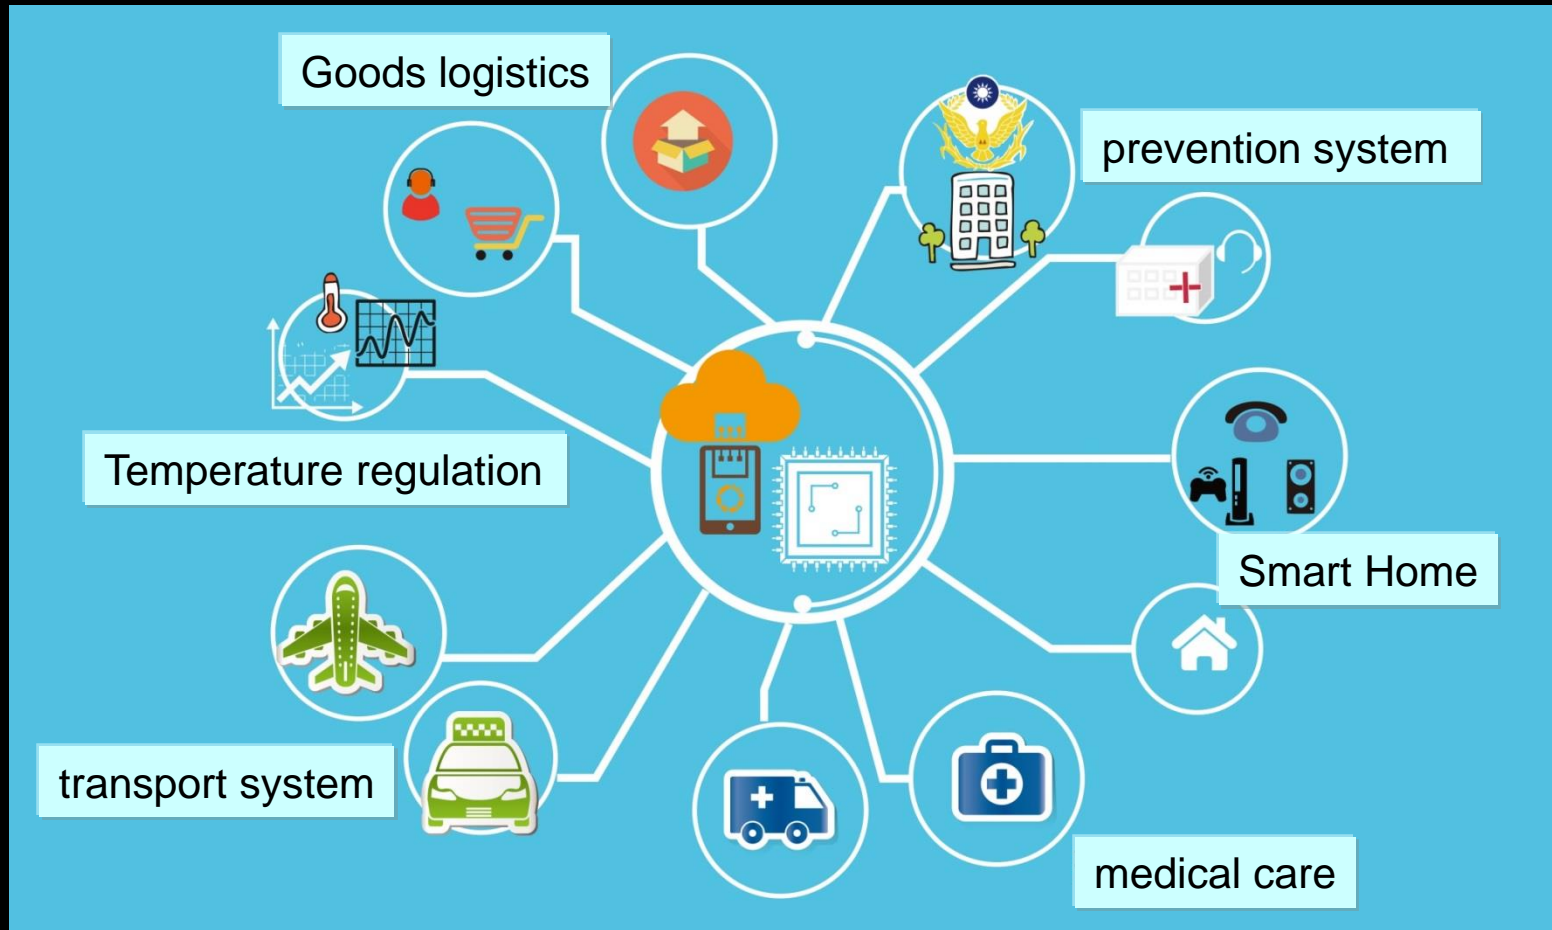 Goods logistics
prevention system
Temperature regulation
Smart Home
transport system
medical care